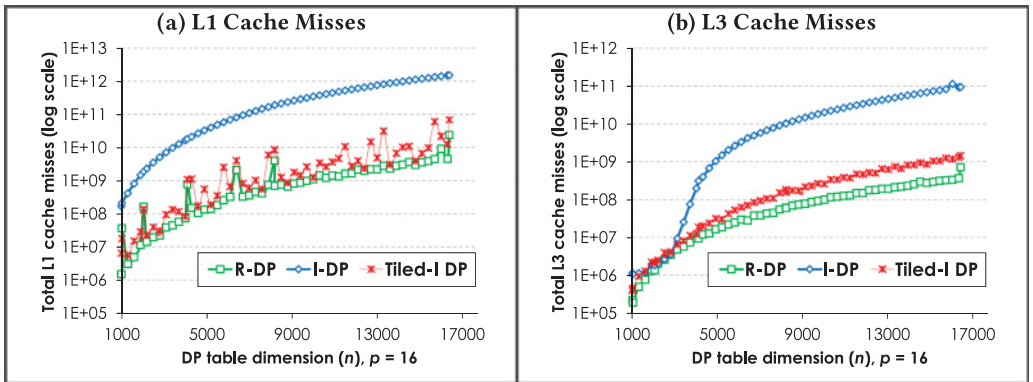 (a) L1 Cache Misses
Total L1 cache misses (log scale)
1E+13
1E+12
1E+11
1E+10
1E+09
1E+08
1E+07
1E+06
1E+05
R-DP
I-DP
Tiled-I DP
1000
5000
9000
13000
17000
DP table dimension (n), p = 16
(b) L3 Cache Misses
Total L3 cache misses (log scale)
1E+12
1E+11
1E+10
1E+09
1E+08
1E+07
1E+06
1E+05
R-DP
I-DP
Tiled-I DP
1000
5000
9000
13000
17000
DP table dimension (n), p = 16